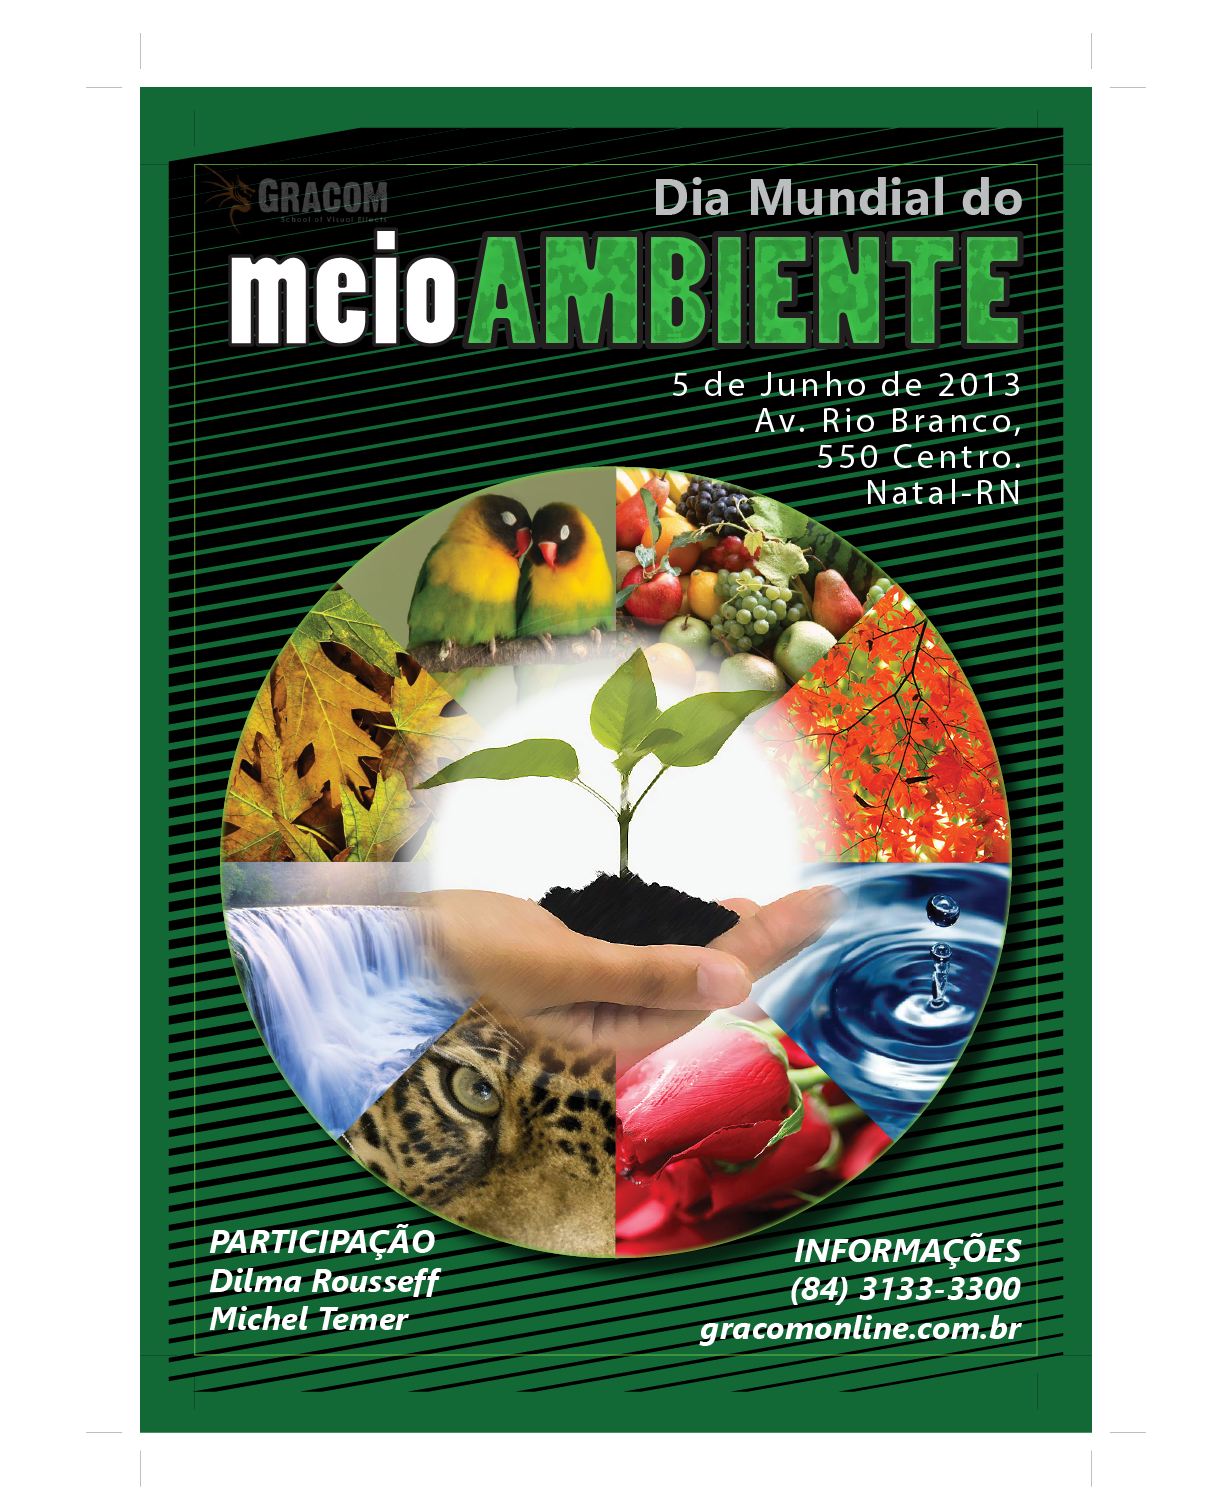 GRACOM
School of Visual Effects
Dia Mundial do
meio AMBIENTE
5 de Junho de 2013
Av. Rio Branco,
550 Centro.
Natal-RN
PARTICIPAÇÃO
Dilma Rousseff
Michel Temer
INFORMAÇÕES
(84) 3133-3300
gracomonline.com.br